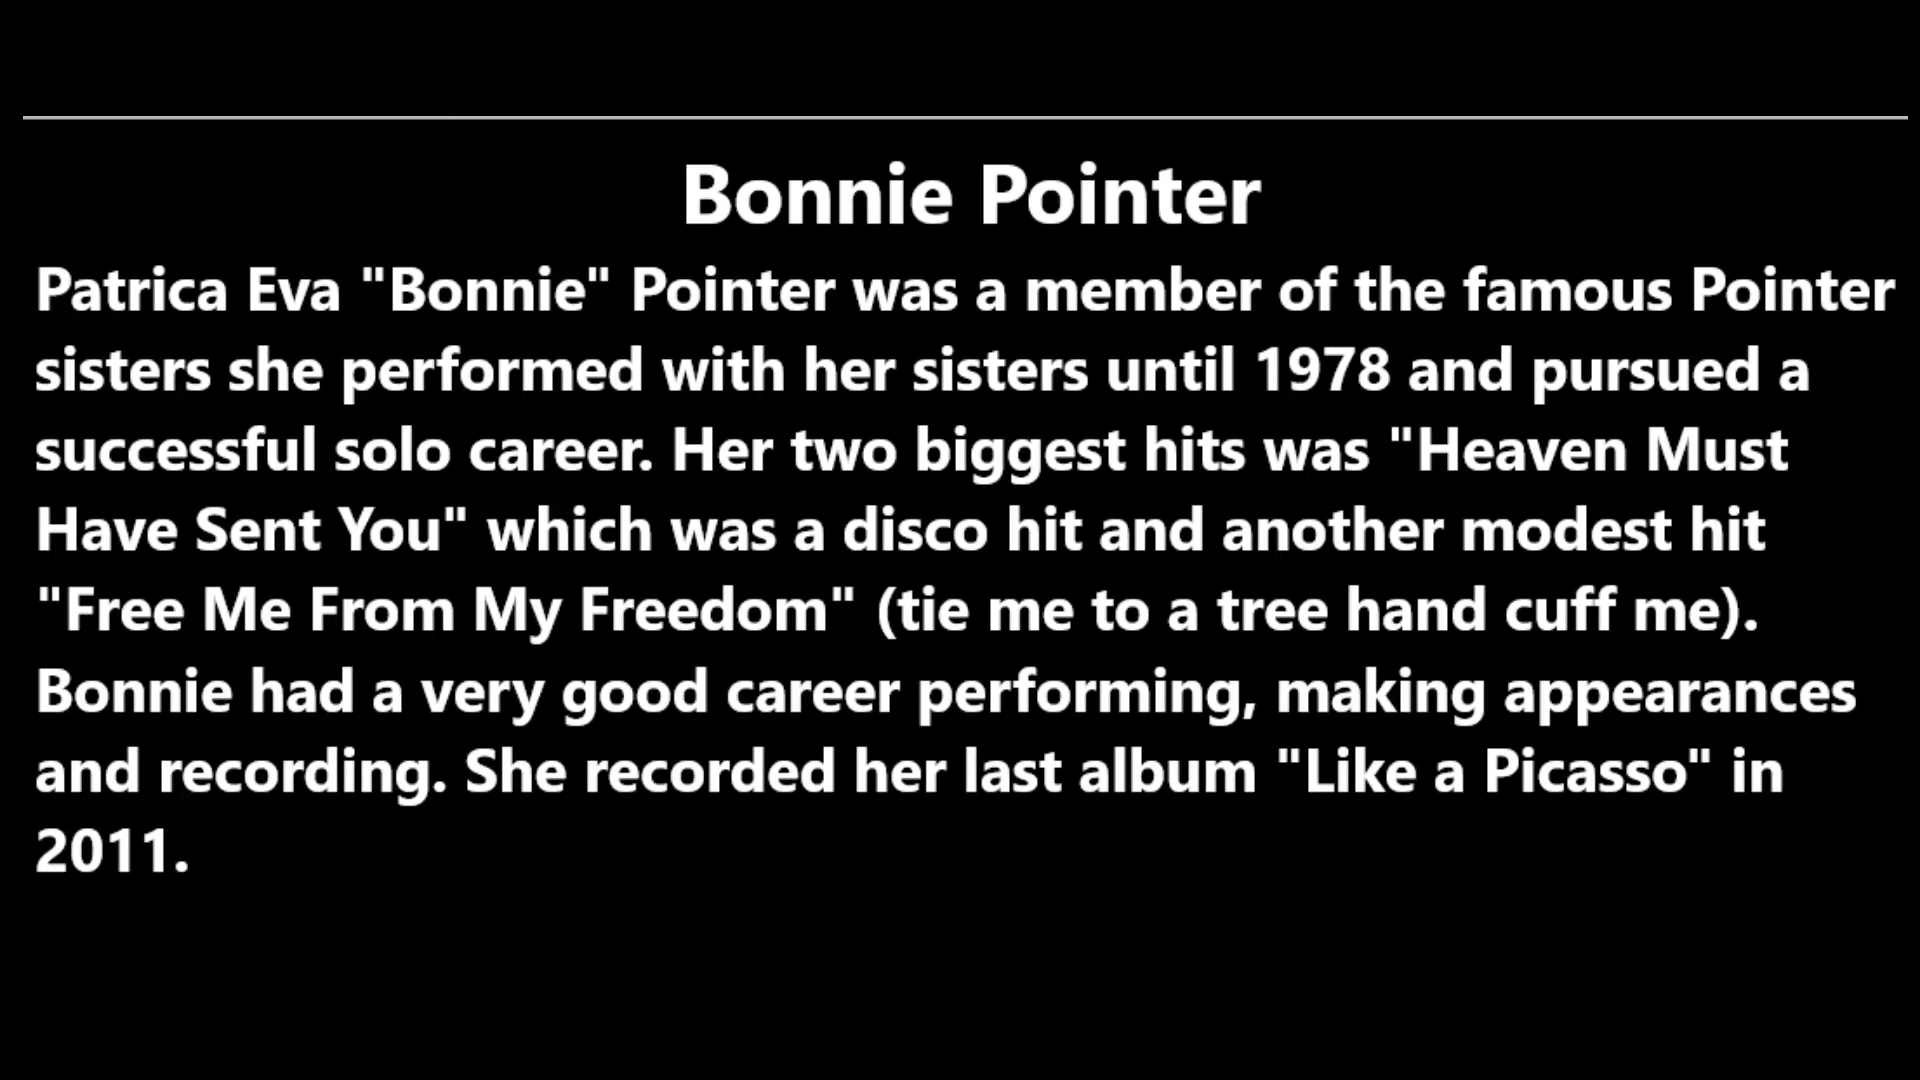 Bonnie Pointer
Patrica Eva "Bonnie" Pointer was a member of the famous Pointer
sisters she performed with her sisters until 1978 and pursued a
successful solo career. Her two biggest hits was "Heaven Must
Have Sent You" which was a disco hit and another modest hit
"Free Me From My Freedom" (tie me to a tree hand cuff me).
Bonnie had a very good career performing, making appearances
and recording. She recorded her last album "Like a Picasso" in
2011.